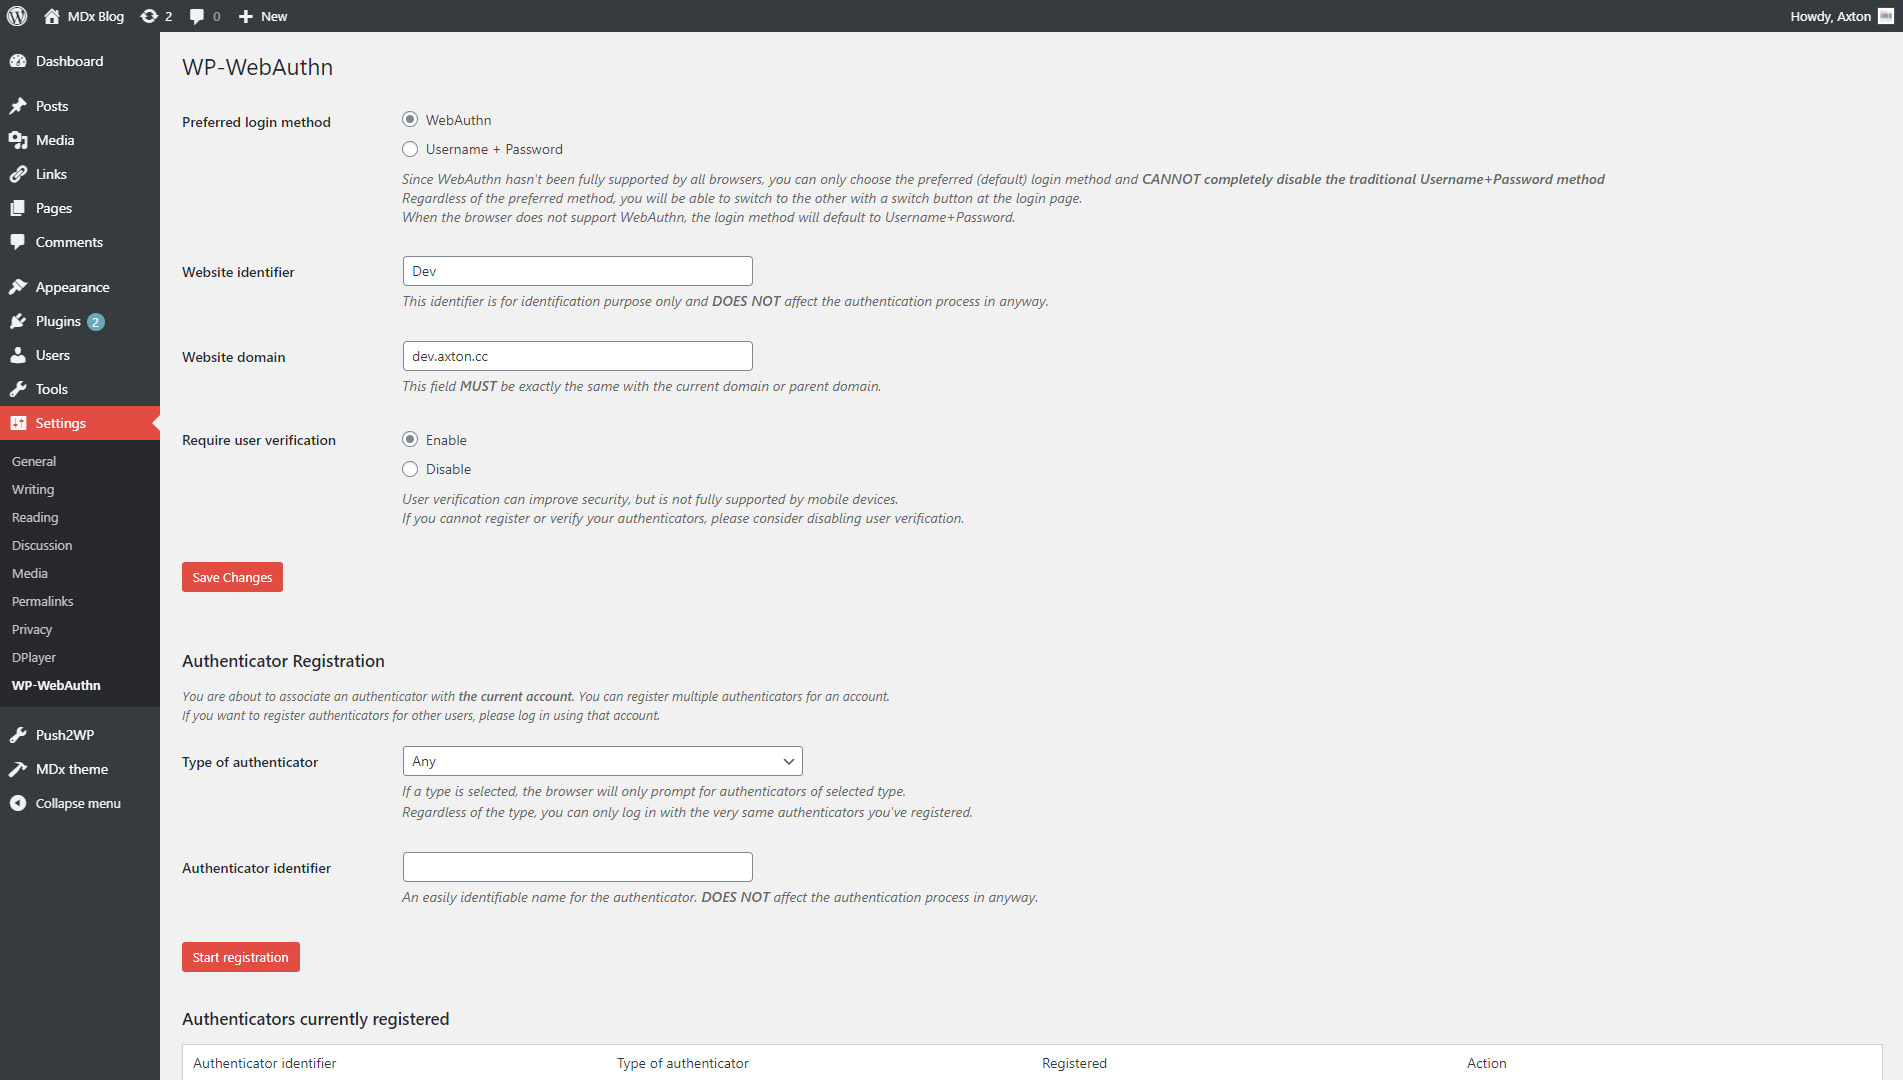 MDx Blog 2 0 New Howdy, Axton
Dashboard
Posts
Media
Links
Pages
Comments
Appearance
Plugins 2
Users
Tools
Settings
General
Writing
Reading
Discussion
Media
Permalinks
Privacy
DPlayer
WP-WebAuthn
Push2WP
MDx theme
Collapse menu
WP-WebAuthn
Preferred login method
WebAuthn
Username + Password
Since WebAuthn hasn't been fully supported by all browsers, you can only choose the preferred (default) login method and CANNOT completely disable the traditional Username+Password method
Regardless of the preferred method, you will be able to switch to the other with a switch button at the login page.
When the browser does not support WebAuthn, the login method will default to Username+Password.
Website identifier
Dev
This identifier is for identification purpose only and DOES NOT affect the authentication process in anyway.
Website domain
dev.axton.cc
This field MUST be exactly the same with the current domain or parent domain.
Require user verification
Enable
Disable
User verification can improve security, but is not fully supported by mobile devices.
If you cannot register or verify your authenticators, please consider disabling user verification.
Save Changes
Authenticator Registration
You are about to associate an authenticator with the current account. You can register multiple authenticators for an account.
If you want to register authenticators for other users, please log in using that account.
Type of authenticator
Any
If a type is selected, the browser will only prompt for authenticators of selected type.
Regardless of the type, you can only log in with the very same authenticators you've registered.
Authenticator identifier
An easily identifiable name for the authenticator. DOES NOT affect the authentication process in anyway.
Start registration
Authenticators currently registered
Authenticator identifier Type of authenticator Registered Action